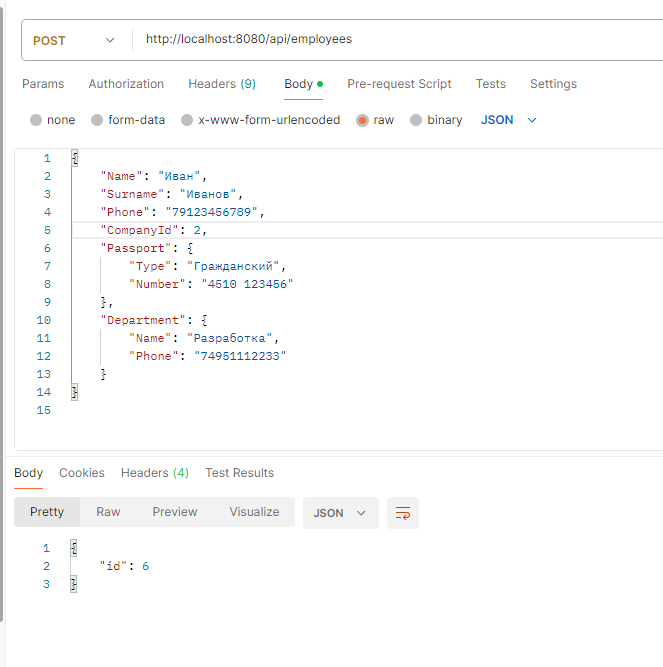 POST http://localhost:8080/api/employees
Params Authorization Headers (9) Body Pre-request Script Tests Settings
none form-data x-www-form-urlencoded raw binary JSON
1 {
2 "Name": "Иван",
3 "Surname": "Иванов",
4 "Phone": "79123456789",
5 "CompanyId": 2,
6 "Passport": {
7 "Type": "Гражданский",
8 "Number": "4510 123456"
9 },
10 "Department": {
11 "Name": "Разработка",
12 "Phone": "74951112233"
13 }
14 }
15
Body Cookies Headers (4) Test Results
Pretty Raw Preview Visualize JSON
1 {
2 "id": 6
3 }